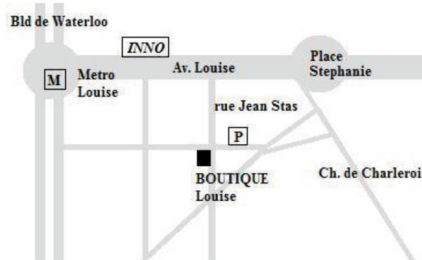 Bld de Waterloo
INNO
Av. Louise
Place
Stephanie
M
Metro
Louise
rue Jean Stas
P
BOUTIQUE
Louise
Ch. de Charleroi